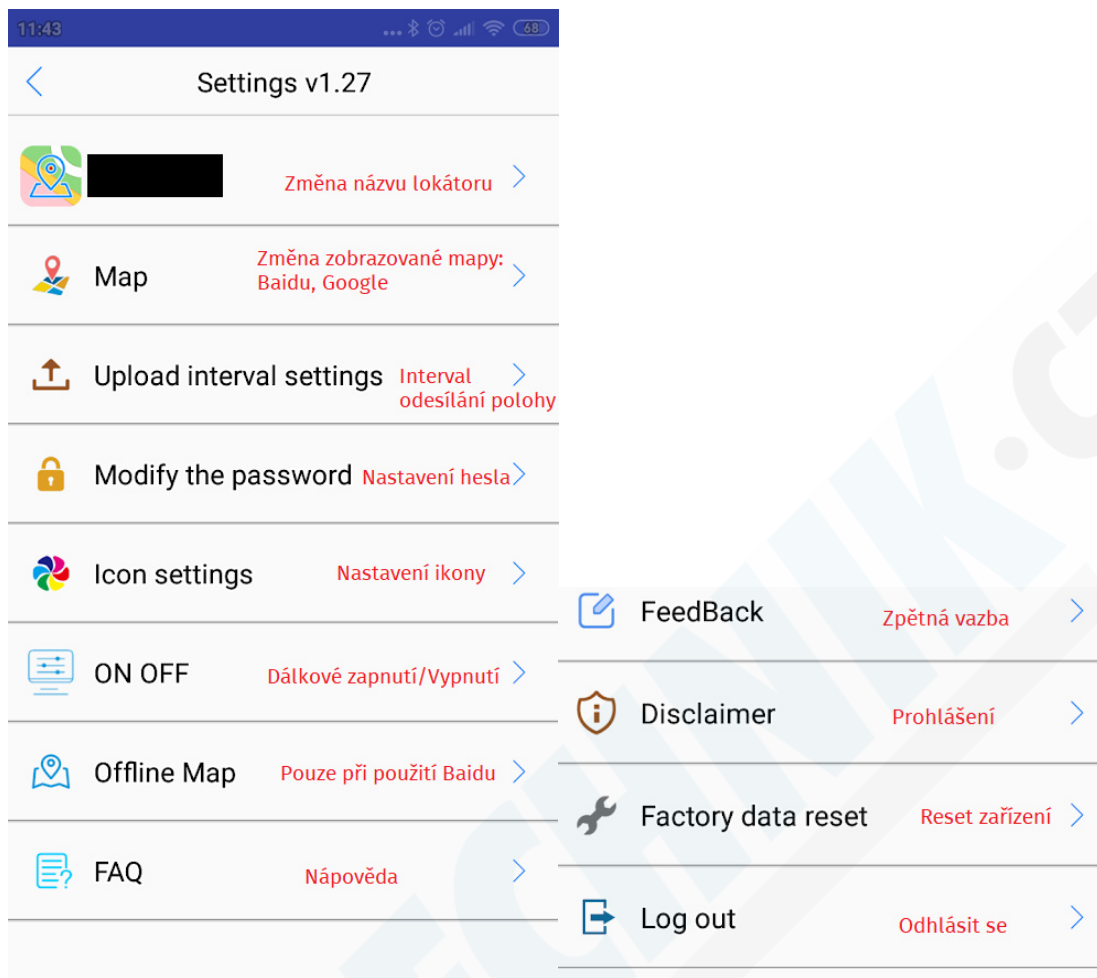 11:43
68
Settings v1.27
Změna názvu lokátoru
Map
Změna zobrazované mapy:
Baidu, Google
Upload interval settings
Interval
odesílání polohy
Modify the password
Nastavení hesla
Icon settings
Nastavení ikony
ON OFF
Dálkové zapnutí/Vypnutí
Offline Map
Pouze při použití Baidu
FAQ
Nápověda
FeedBack
Zpětná vazba
Disclaimer
Prohlášení
Factory data reset
Reset zařízení
Log out
Odhlásit se